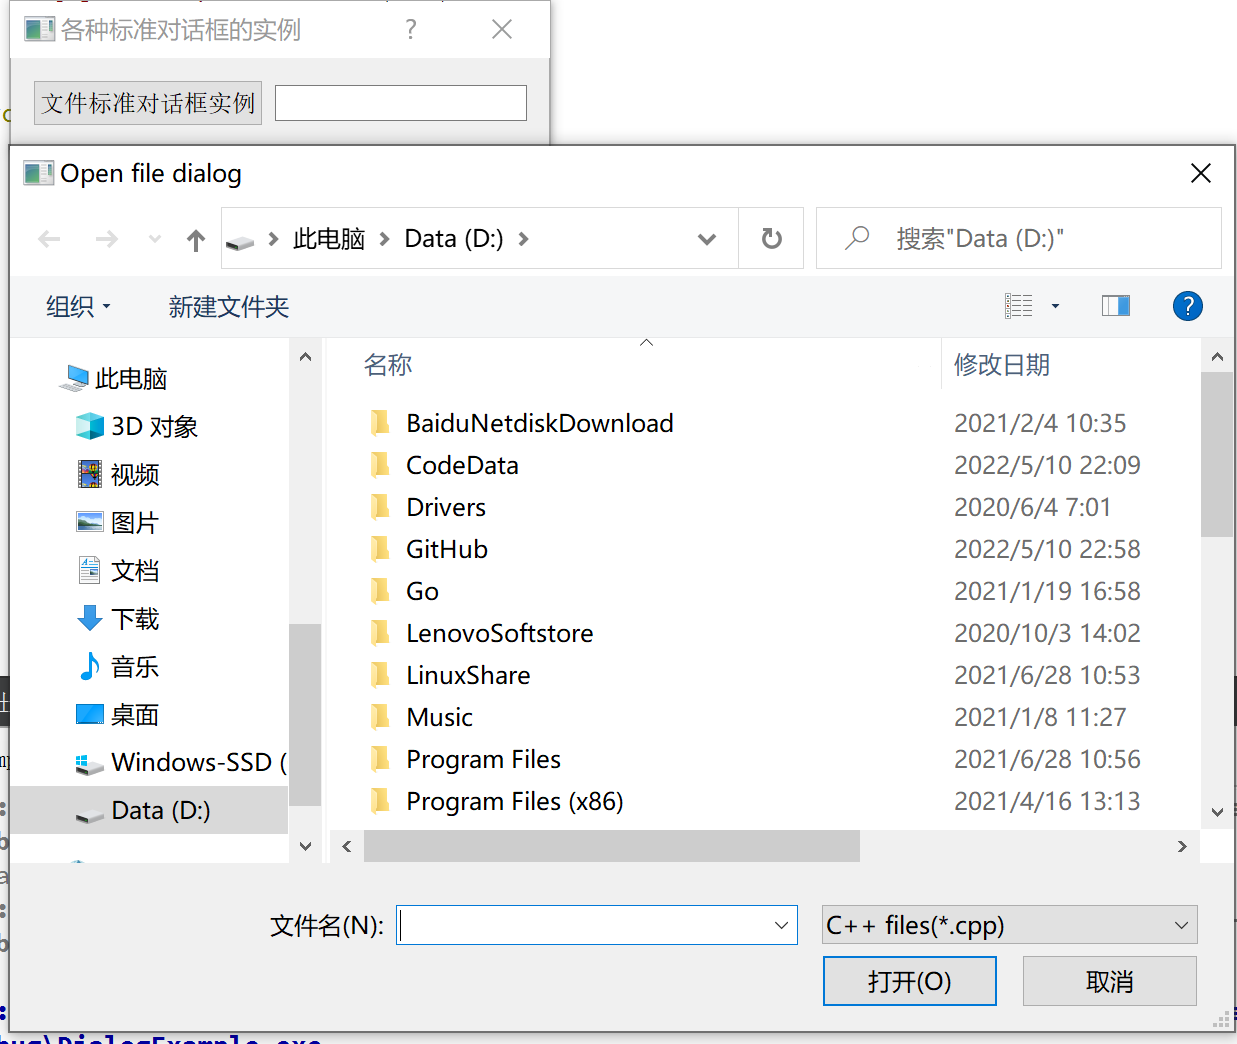 各种标准对话框的实例
文件标准对话框实例
Open file dialog
此电脑 Data (D:)
搜索"Data (D:)"
组织 新建文件夹
名称 修改日期
此电脑
3D 对象
视频
图片
文档
下载
音乐
桌面
Windows-SSD (
Data (D:)
BaiduNetdiskDownload 2021/2/4 10:35
CodeData 2022/5/10 22:09
Drivers 2020/6/4 7:01
GitHub 2022/5/10 22:58
Go 2021/1/19 16:58
LenovoSoftstore 2020/10/3 14:02
LinuxShare 2021/6/28 10:53
Music 2021/1/8 11:27
Program Files 2021/6/28 10:56
Program Files (x86) 2021/4/16 13:13
文件名(N): C++ files(*.cpp)
打开(O) 取消
bug\DialogExample.exe